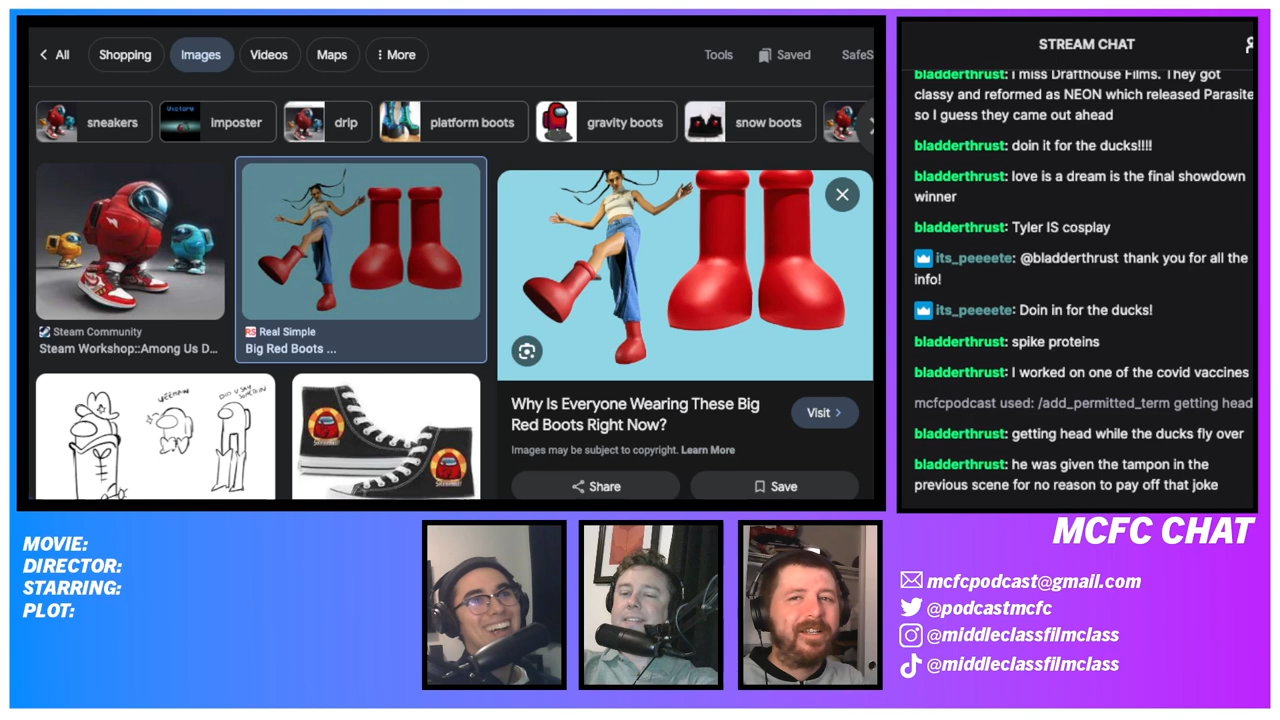 All
Shopping
Images
Videos
Maps
More
Tools
Saved
SafeS
sneakers
imposter
drip
platform boots
gravity boots
snow boots
Victory
Steam Community
Steam Workshop::Among Us D...
Real Simple
Big Red Boots ...
Why Is Everyone Wearing These Big
Red Boots Right Now?
Visit
Images may be subject to copyright. Learn More
Share
Save
STREAM CHAT
bladderthrust: i miss Drafthouse Films. They got
classy and reformed as NEON which released Parasite
so I guess they came out ahead
bladderthrust: doin it for the ducks!!!!
bladderthrust: love is a dream is the final showdown
winner
bladderthrust: Tyler IS cosplay
its_peeeete: @bladderthrust thank you for all the
info!
its_peeeete: Doin in for the ducks!
bladderthrust: spike proteins
bladderthrust: I worked on one of the covid vaccines
mcfcpodcast used: /add_permitted_term getting head
bladderthrust: getting head while the ducks fly over
bladderthrust: he was given the tampon in the
previous scene for no reason to pay off that joke
MOVIE:
DIRECTOR:
STARRING:
PLOT:
MCFC CHAT
mcfcpodcast@gmail.com
@podcastmcfc
@middleclassfilmclass
@middleclassfilmclass